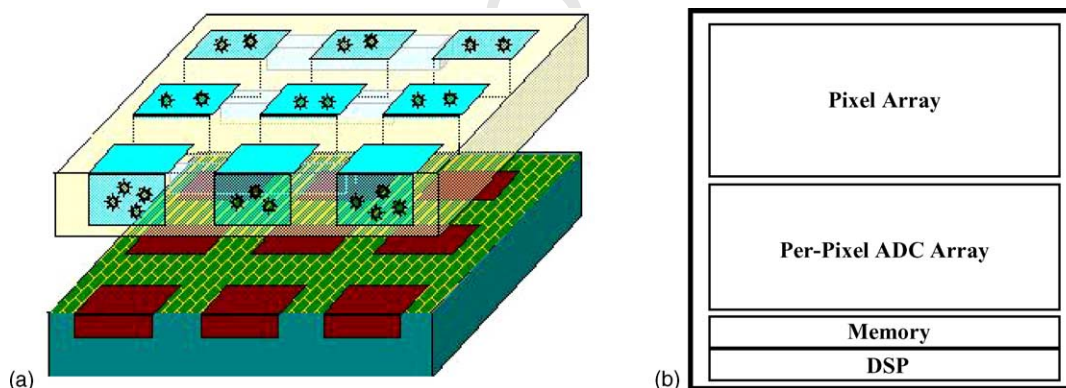 Pixel Array
Per-Pixel ADC Array
Memory
DSP
(a)
(b)